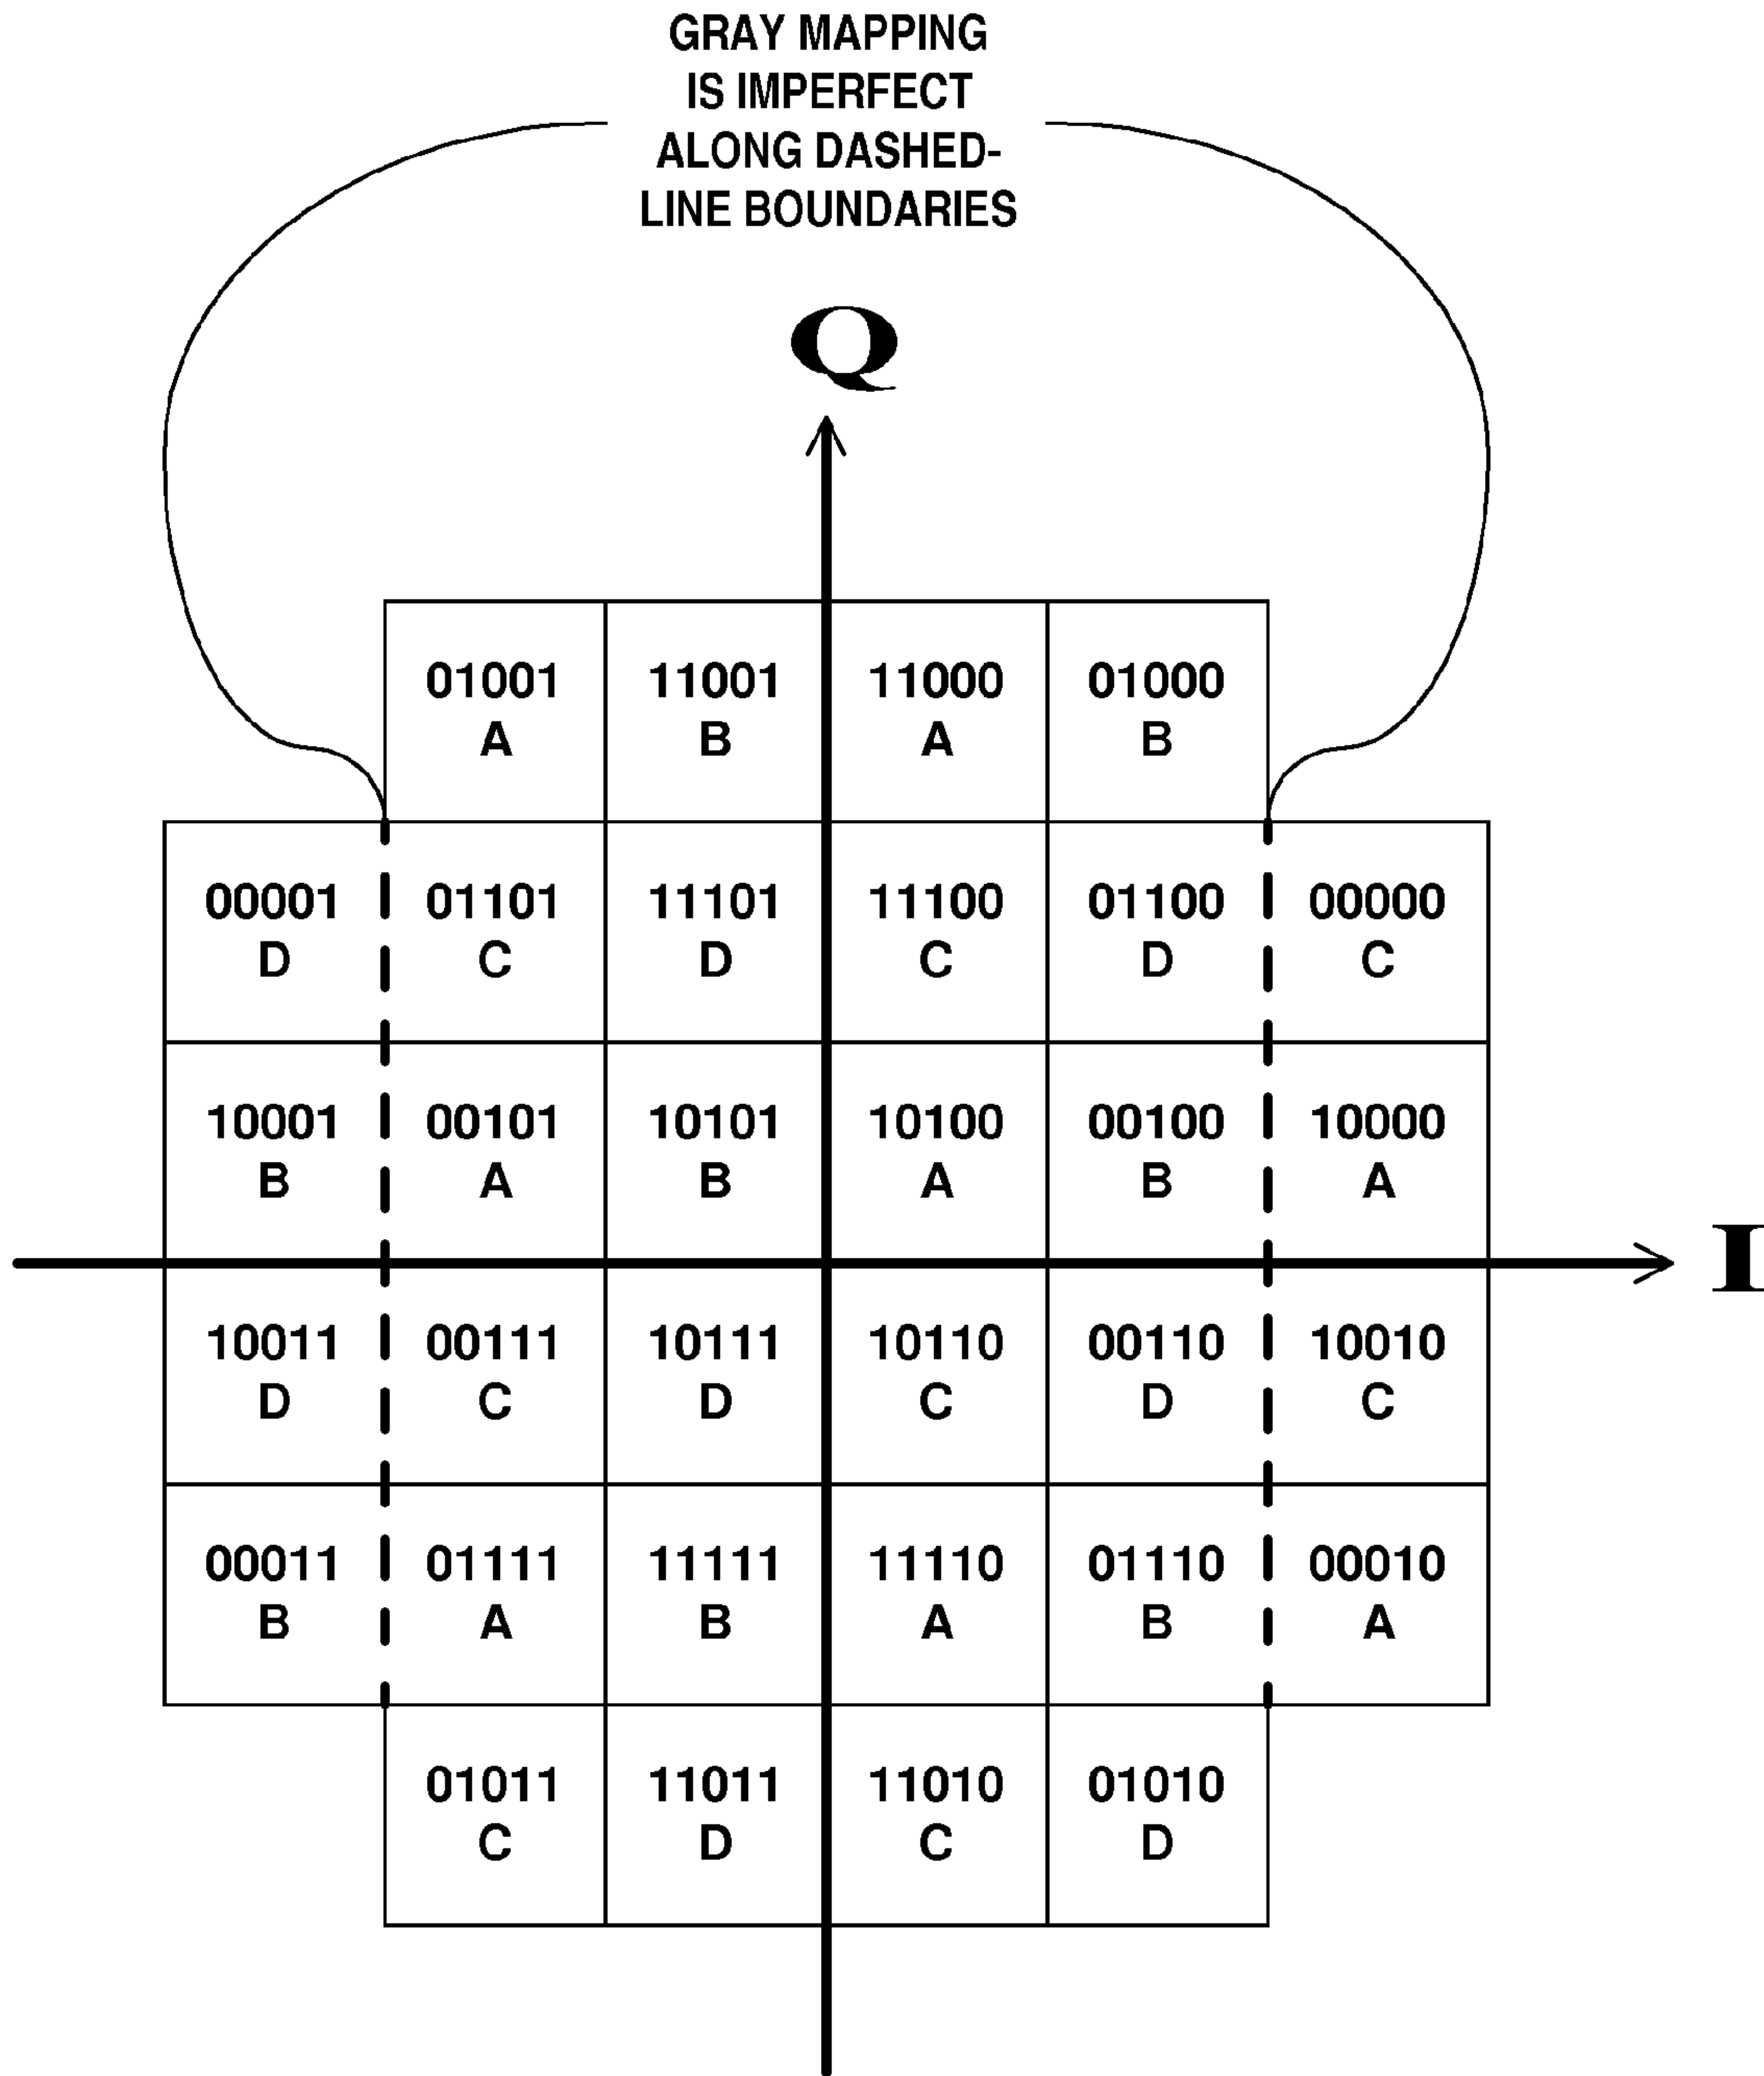 GRAY MAPPING
IS IMPERFECT
ALONG DASHED-
LINE BOUNDARIES
Q
01001 11001 11000 01000
A B A B
00001 01101 11101 11100 01100 00000
D C D C D C
10001 00101 10101 10100 00100 10000
B A B A B A
I
10011 00111 10111 10110 00110 10010
D C D C D C
00011 01111 11111 11110 01110 00010
B A B A B A
01011 11011 11010 01010
C D C D